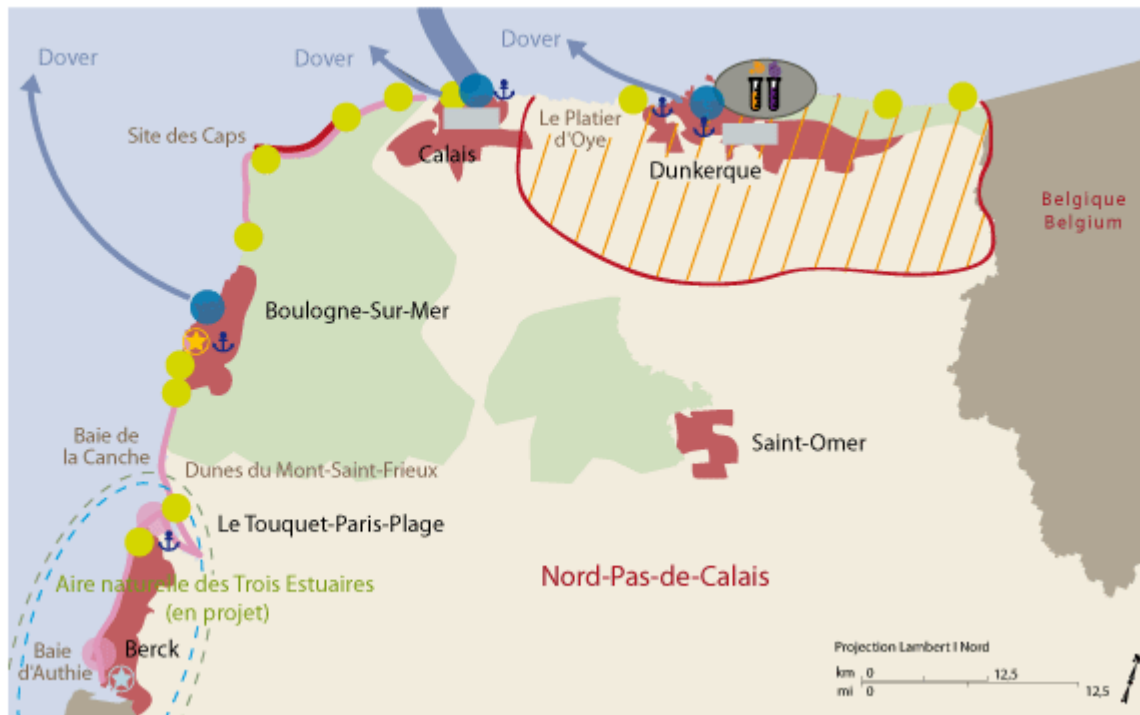 Dover
Dover
Dover
Site des Caps
Calais
Le Platier
d'Oye
Dunkerque
Belgique
Belgium
Boulogne-Sur-Mer
Baie de
la Canche
Dunes du Mont-Saint-Frieux
Saint-Omer
Le Touquet-Paris-Plage
Nord-Pas-de-Calais
Aire naturelle des Trois Estuaires
(en projet)
Baie
d'Authie
Berck
Projection Lambert I Nord
km 0 12,5
mi 0 12,5